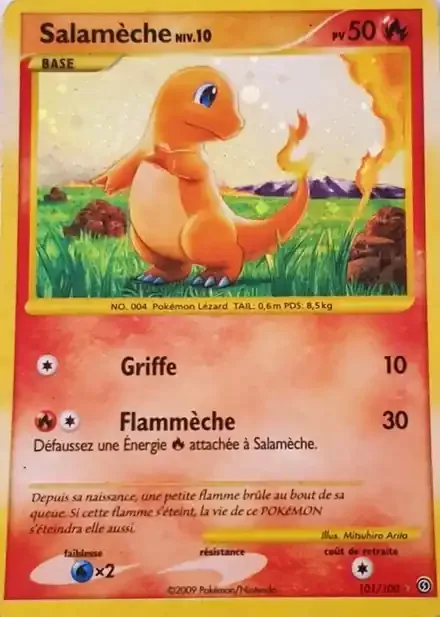 Salamèche NIV.10 PV 50
BASE
NO. 004 Pokémon Lézard TAIL: 0,6 m PDS: 8,5 kg
Griffe 10
Flammèche 30
Défaussez une Énergie attachée à Salamèche.
Depuis sa naissance, une petite flamme brûle au bout de sa
queue. Si cette flamme s'éteint, la vie de ce POKÉMON
s'éteindra elle aussi.
Illus. Mitsuhiro Arita
faiblesse résistance coût de retraite
×2
©2009 Pokémon/Nintendo 101/100